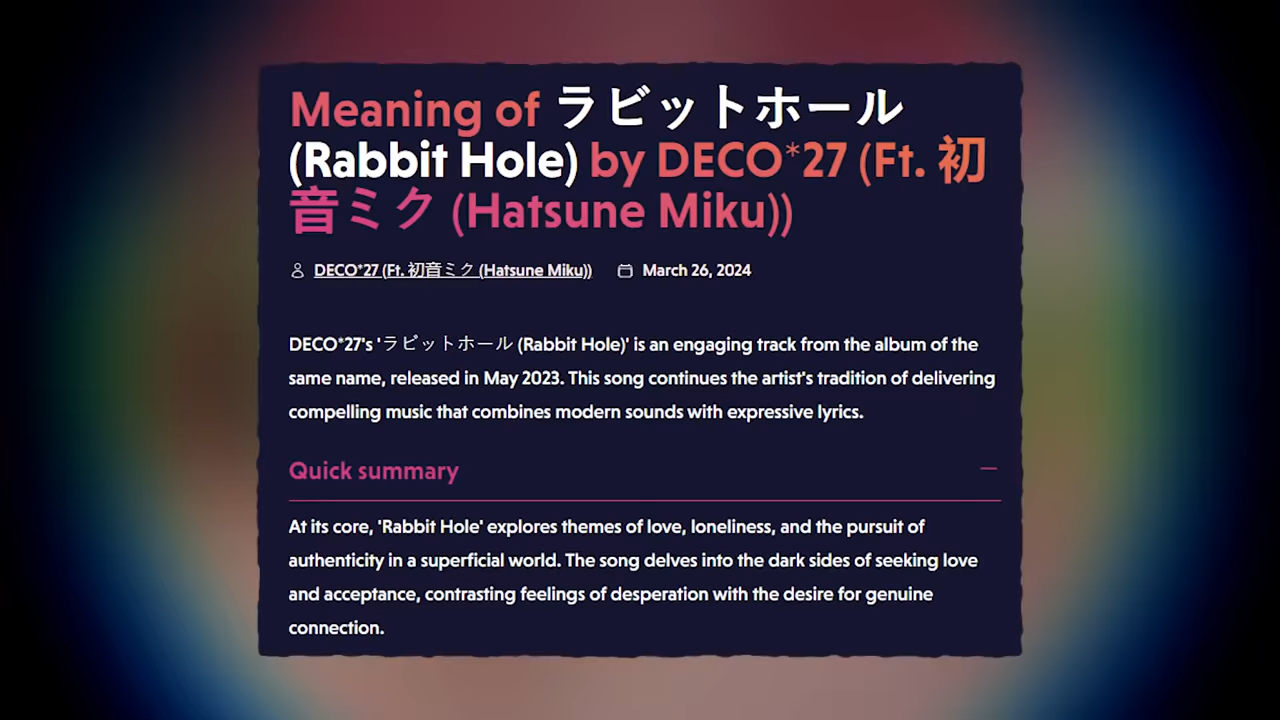 Meaning of ラビットホール
(Rabbit Hole) by DECO*27 (Ft. 初
音ミク (Hatsune Miku))
DECO*27 (Ft. 初音ミク (Hatsune Miku)) March 26, 2024
DECO*27's 'ラビットホール (Rabbit Hole)' is an engaging track from the album of the
same name, released in May 2023. This song continues the artist's tradition of delivering
compelling music that combines modern sounds with expressive lyrics.
Quick summary
At its core, 'Rabbit Hole' explores themes of love, loneliness, and the pursuit of
authenticity in a superficial world. The song delves into the dark sides of seeking love
and acceptance, contrasting feelings of desperation with the desire for genuine
connection.